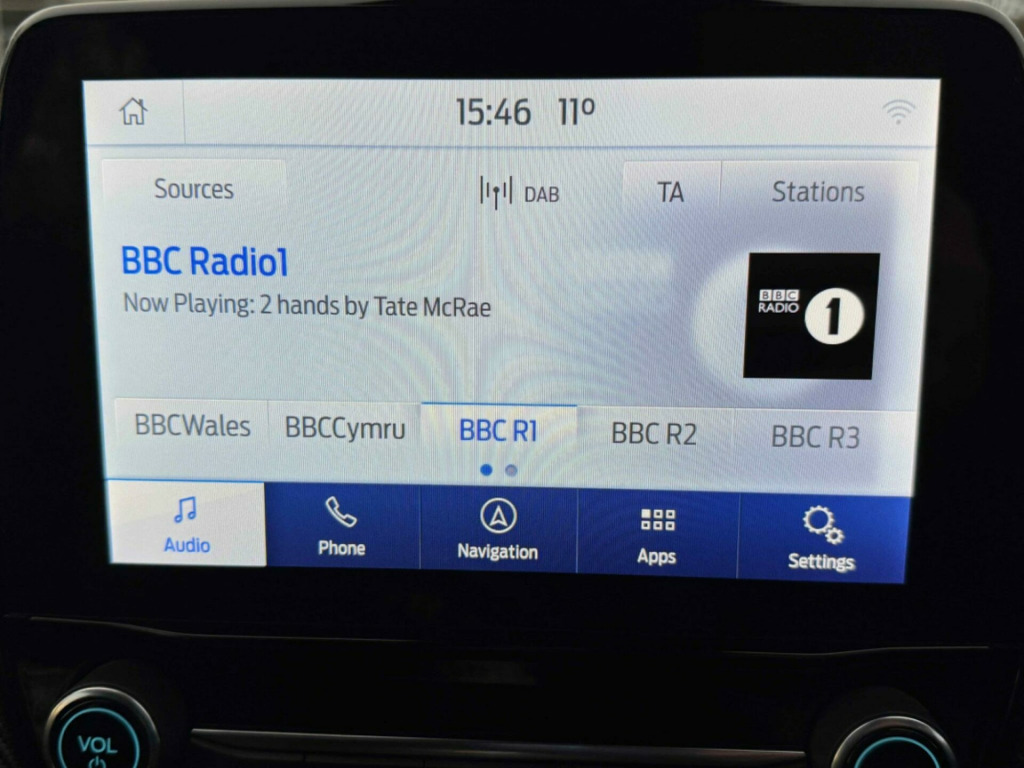 15:46 11º
Sources DAB TA Stations
BBC Radio1
Now Playing: 2 hands by Tate McRae
BBC
RADIO 1
BBCWales BBCCymru BBC R1 BBC R2 BBC R3
Audio Phone Navigation Apps Settings
VOL